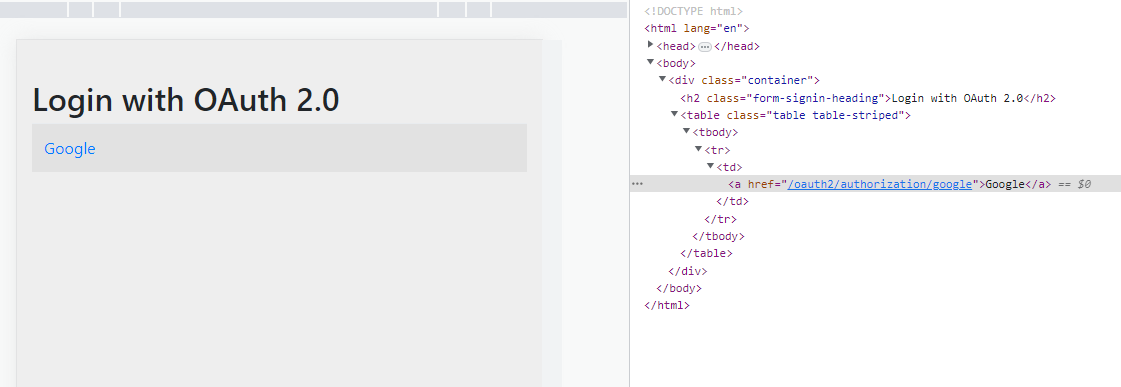 Login with OAuth 2.0
Google
<!DOCTYPE html>
<html lang="en">
<head>…</head>
<body>
<div class="container">
<h2 class="form-signin-heading">Login with OAuth 2.0</h2>
<table class="table table-striped">
<tbody>
<tr>
<td>
<a href="/oauth2/authorization/google">Google</a> == $0
</td>
</tr>
</tbody>
</table>
</div>
</body>
</html>